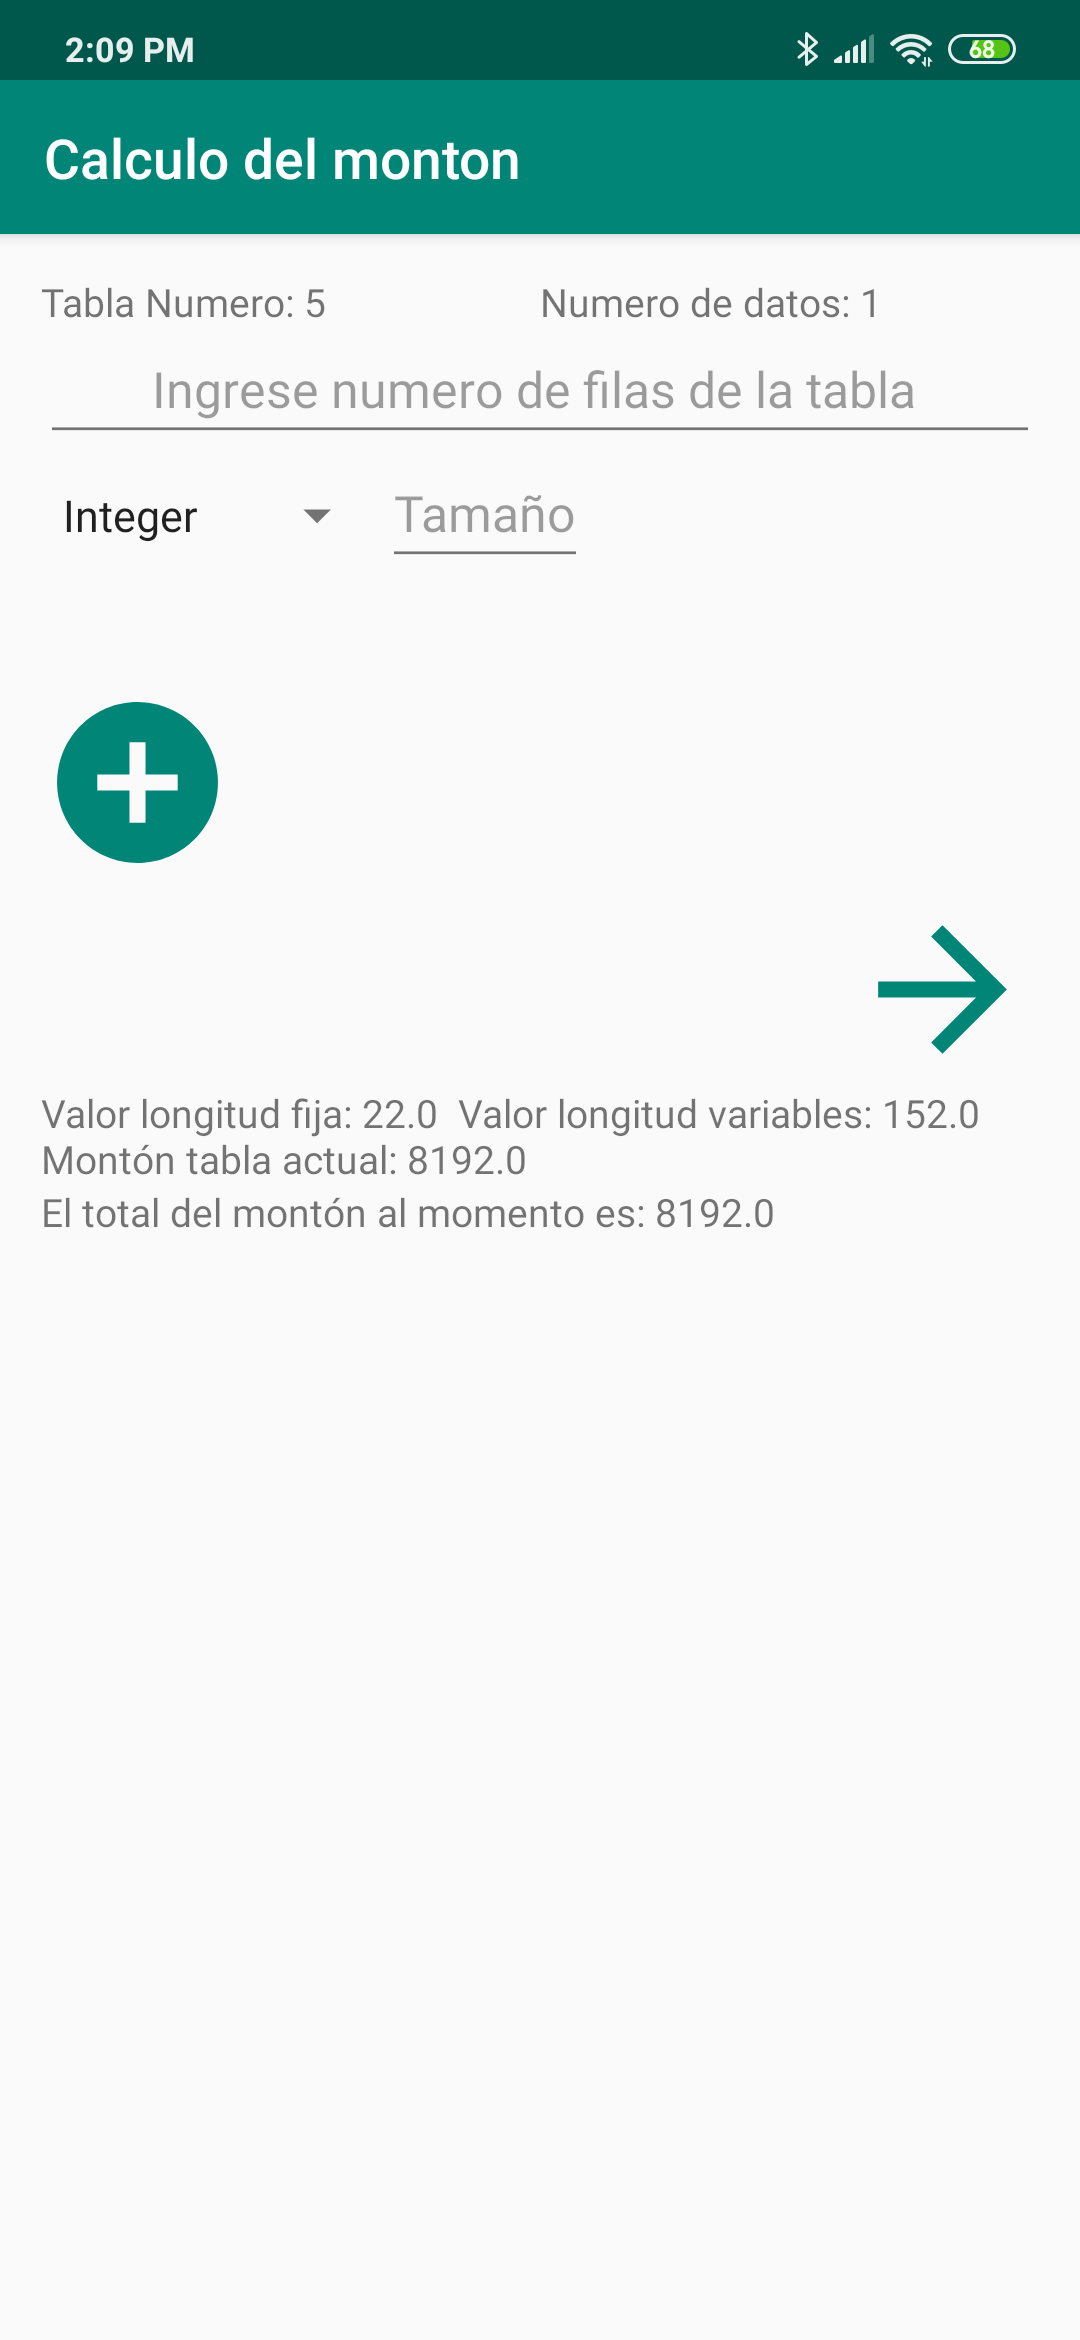 2:09 PM
68
Calculo del monton
Tabla Numero: 5
Numero de datos: 1
Ingrese numero de filas de la tabla
Integer
Tamaño
Valor longitud fija: 22.0 Valor longitud variables: 152.0
Montón tabla actual: 8192.0
El total del montón al momento es: 8192.0